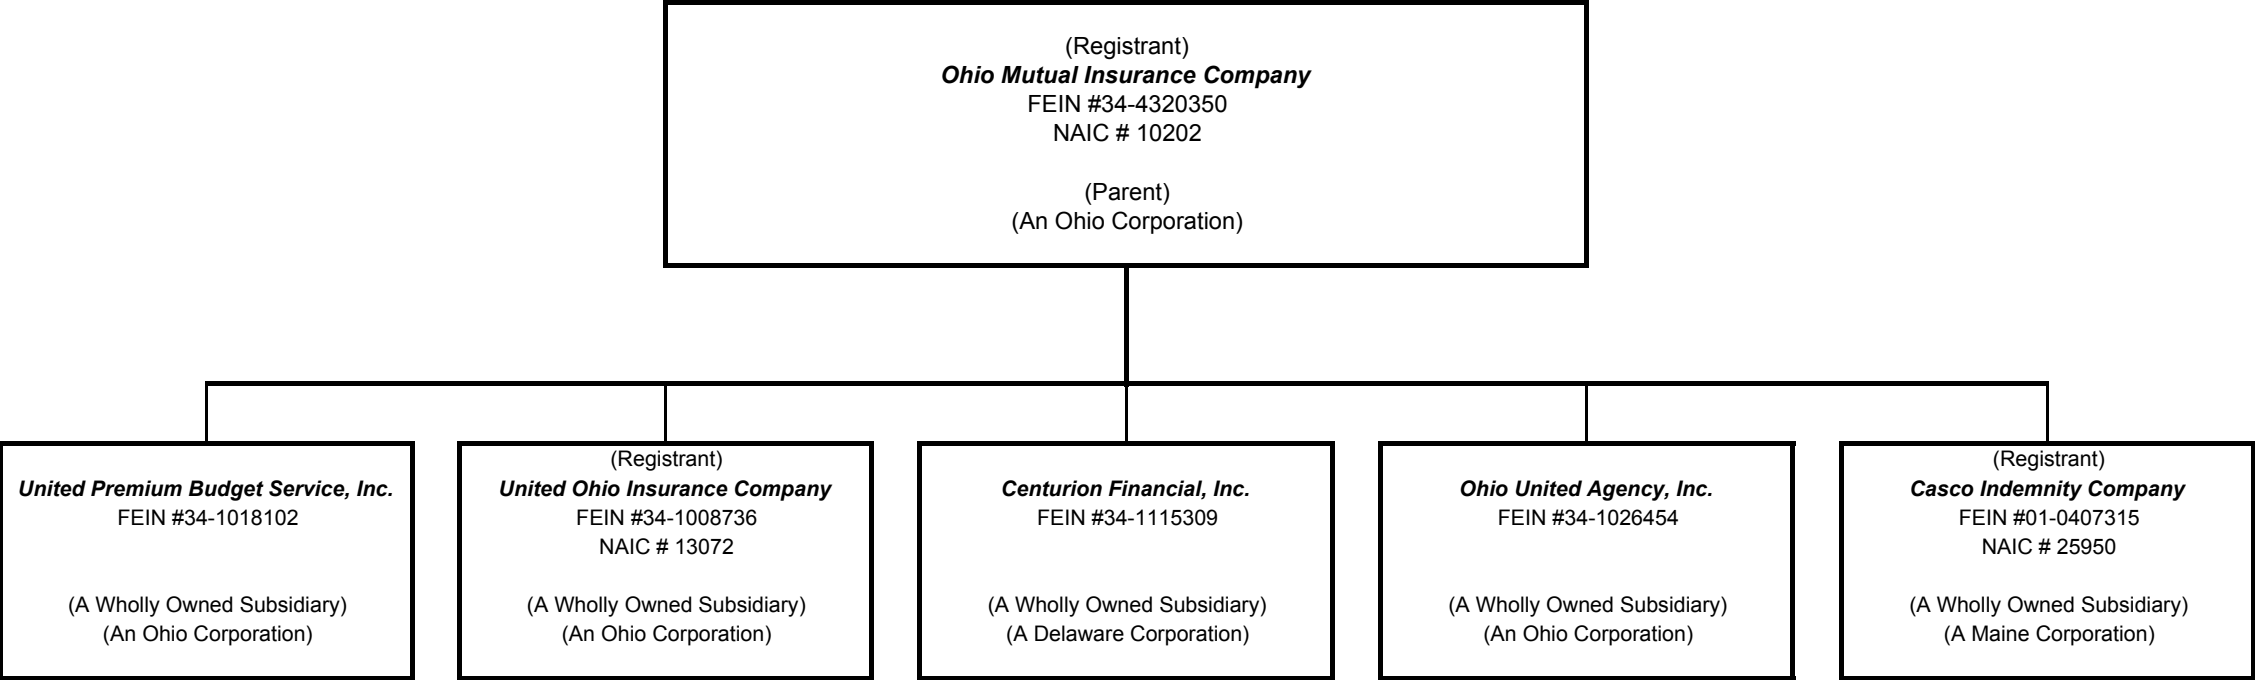 (Registrant)
Ohio Mutual Insurance Company
FEIN #34-4320350
NAIC # 10202
(Parent)
(An Ohio Corporation)
United Premium Budget Service, Inc.
FEIN #34-1018102
(A Wholly Owned Subsidiary)
(An Ohio Corporation)
(Registrant)
United Ohio Insurance Company
FEIN #34-1008736
NAIC # 13072
(A Wholly Owned Subsidiary)
(An Ohio Corporation)
Centurion Financial, Inc.
FEIN #34-1115309
(A Wholly Owned Subsidiary)
(A Delaware Corporation)
Ohio United Agency, Inc.
FEIN #34-1026454
(A Wholly Owned Subsidiary)
(An Ohio Corporation)
(Registrant)
Casco Indemnity Company
FEIN #01-0407315
NAIC # 25950
(A Wholly Owned Subsidiary)
(A Maine Corporation)